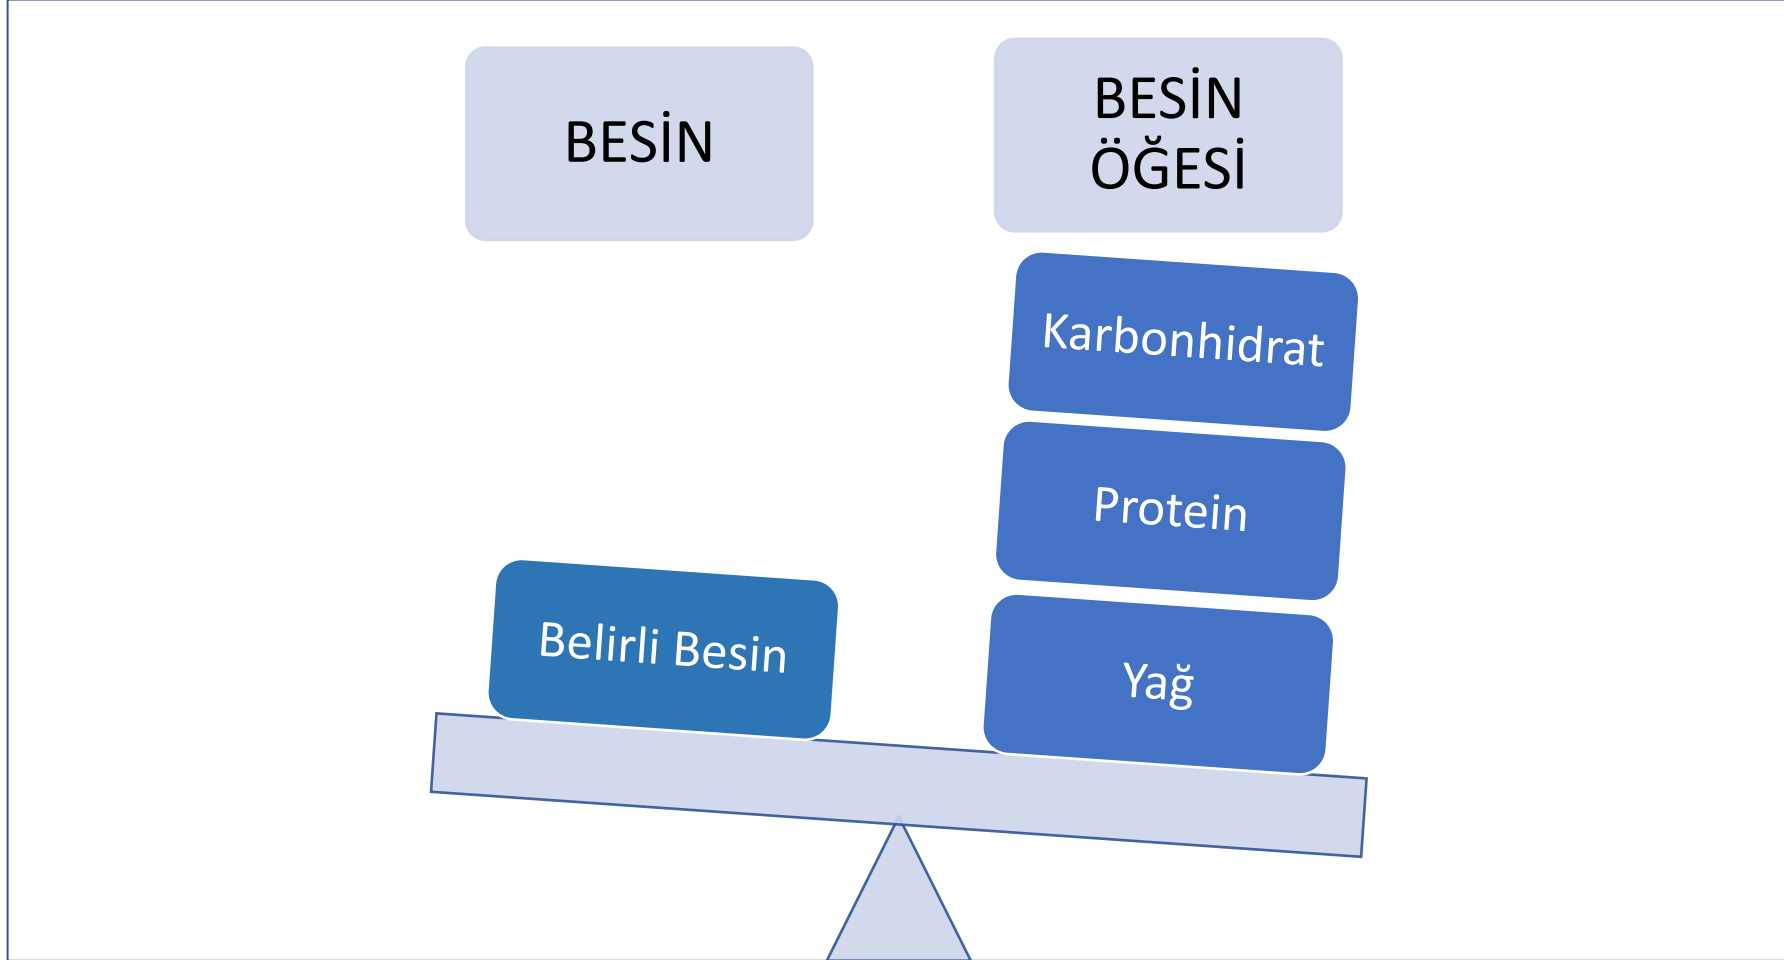 BESİN
BESİN
ÖĞESİ
Karbonhidrat
Protein
Belirli Besin
Yağ